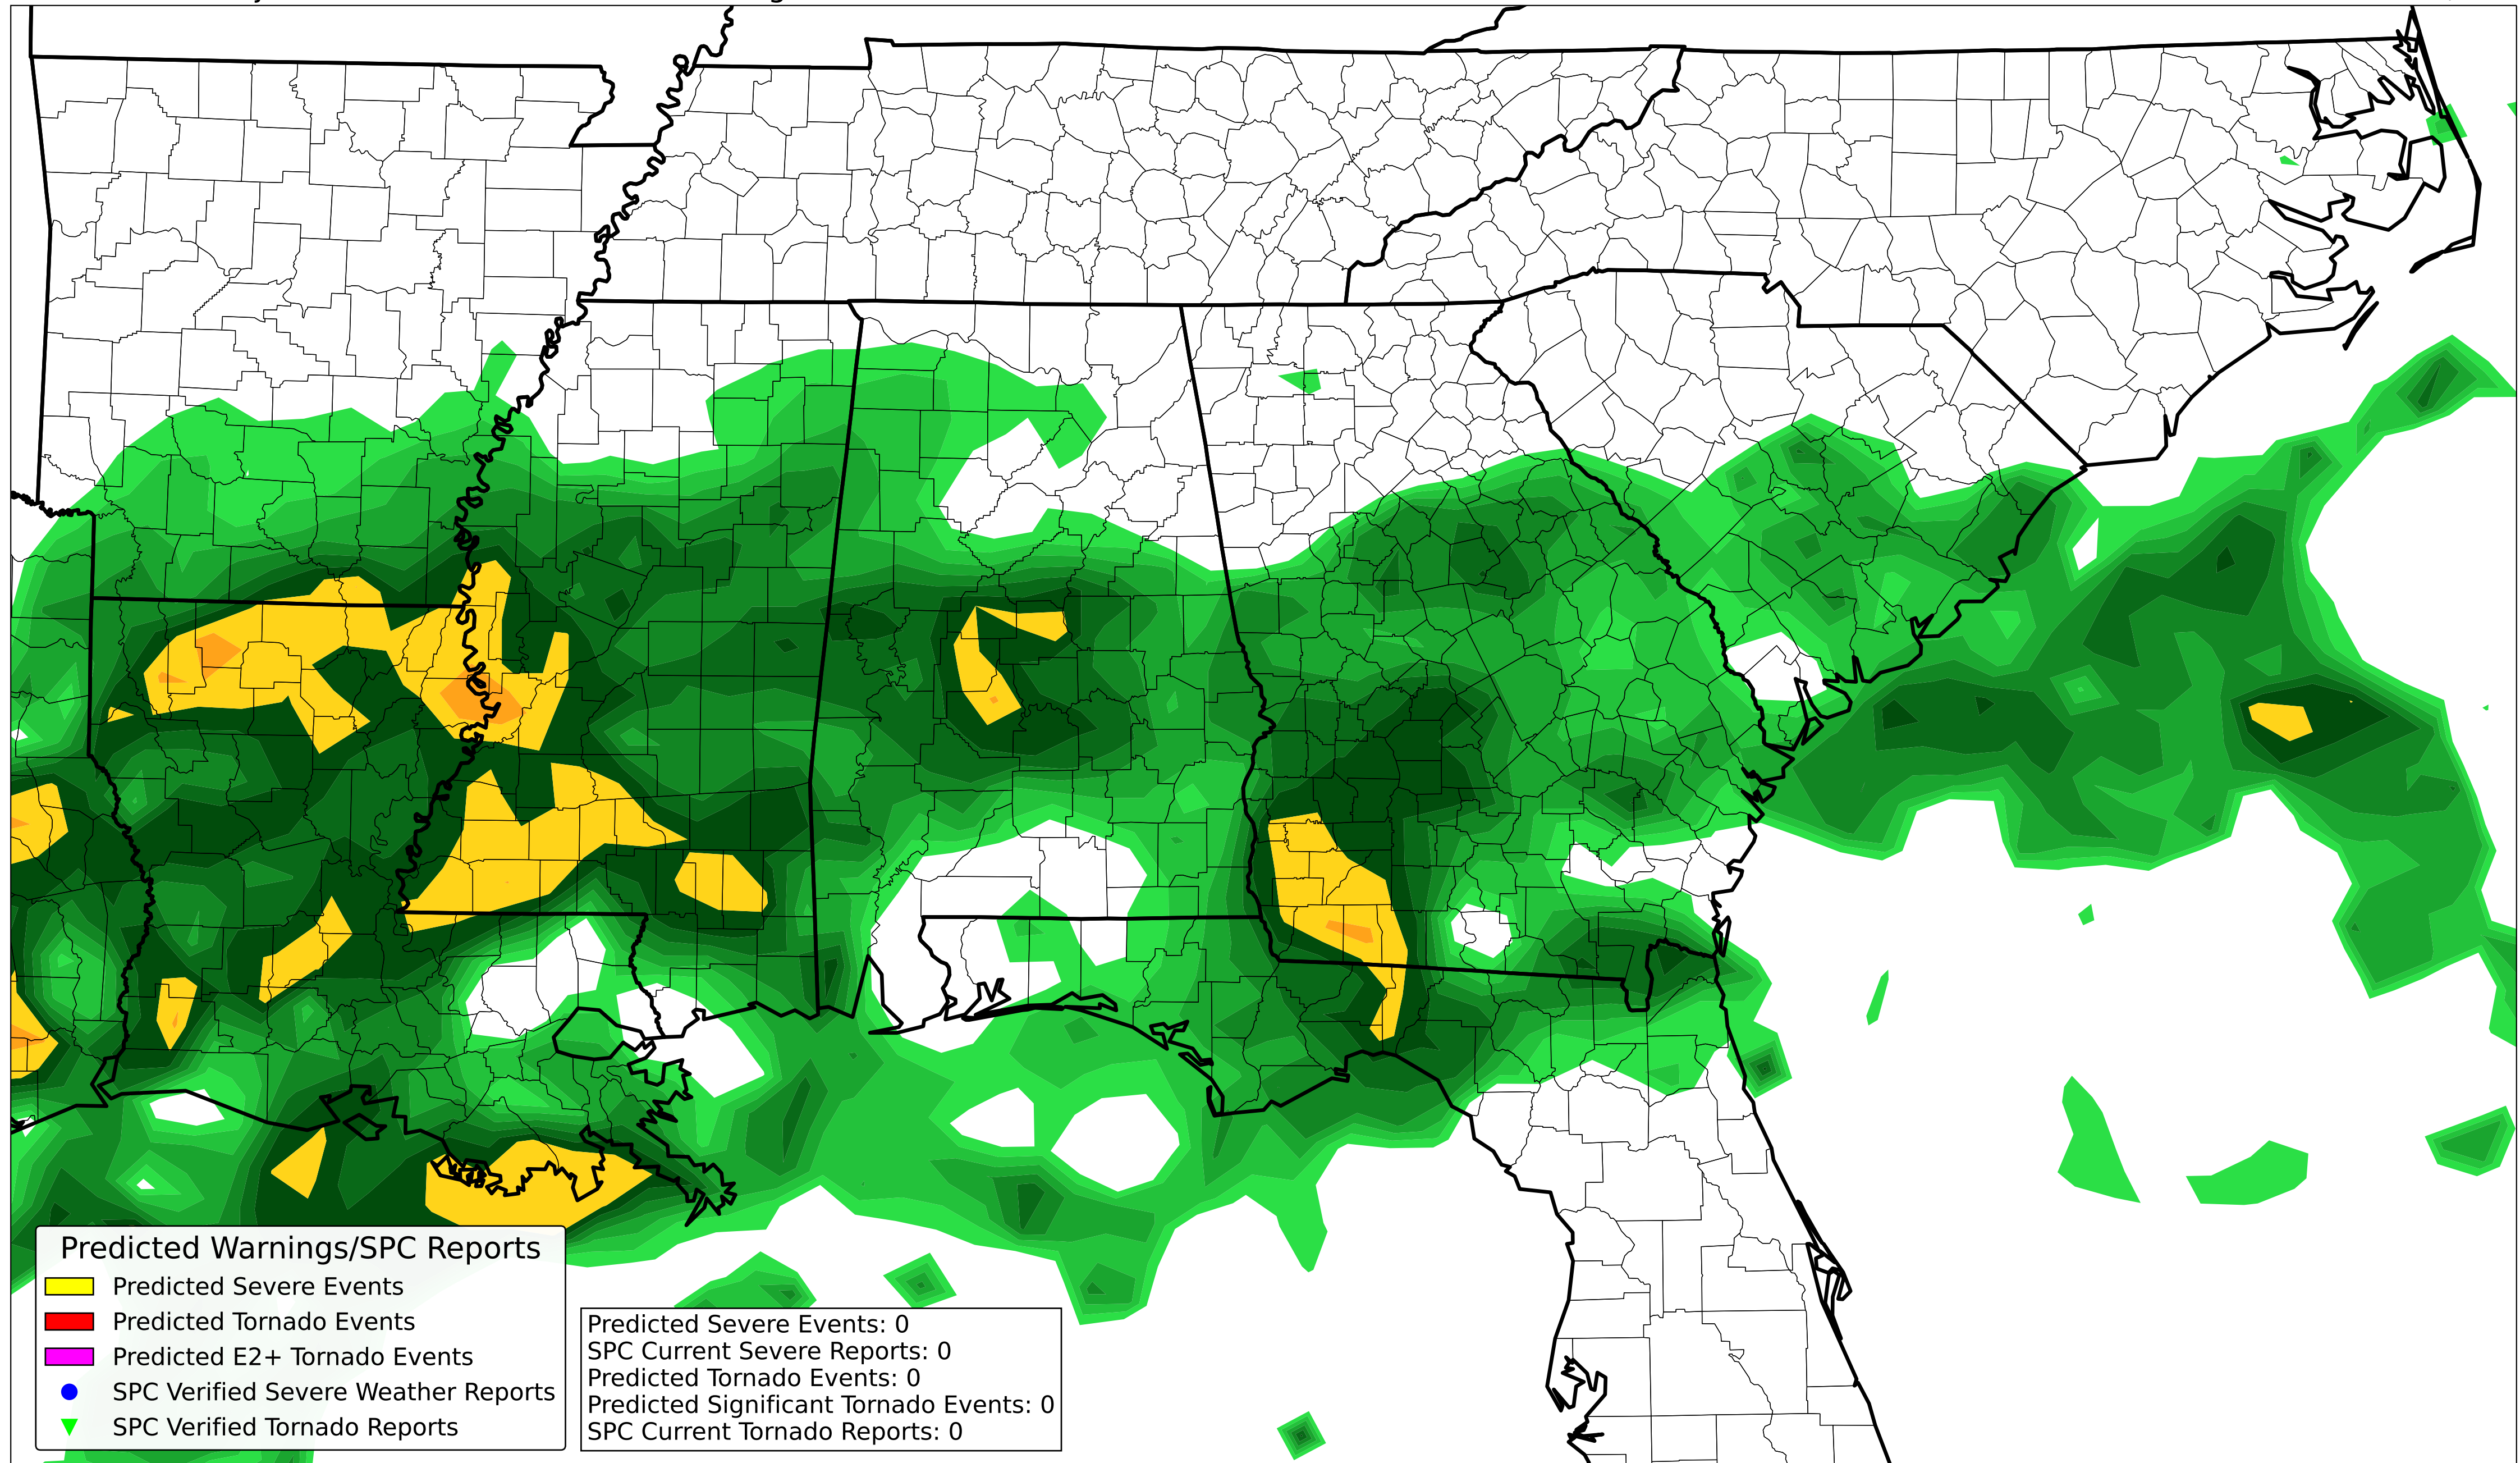 Predicted Warnings/SPC Reports
Predicted Severe Events
Predicted Tornado Events
Predicted E2+ Tornado Events
SPC Verified Severe Weather Reports
SPC Verified Tornado Reports
Predicted Severe Events: 0
SPC Current Severe Reports: 0
Predicted Tornado Events: 0
Predicted Significant Tornado Events: 0
SPC Current Tornado Reports: 0